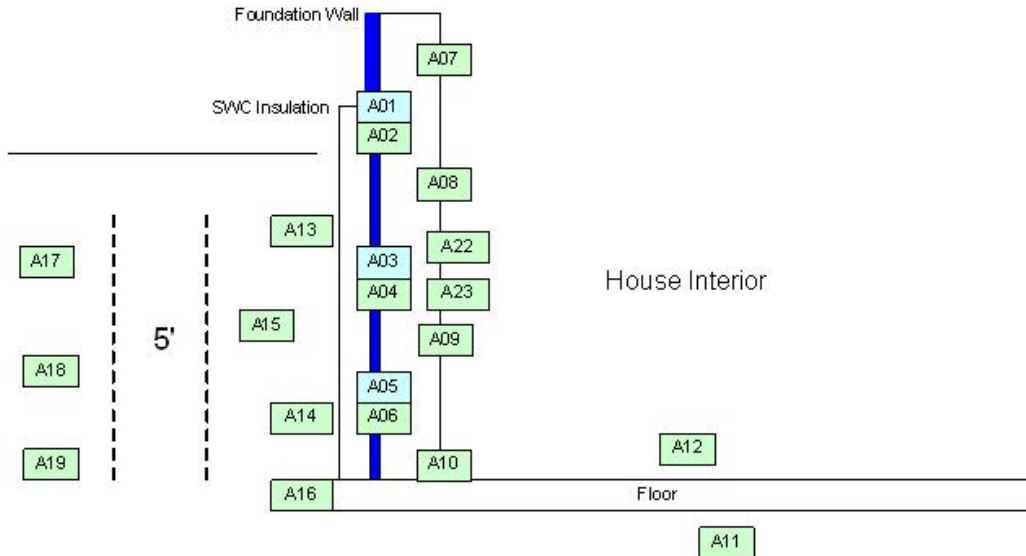 Foundation Wall
A07
SWC Insulation
A01
A02
A08
A13
A22
A17
A03
House Interior
A04
A23
A15
5'
A09
A18
A05
A14
A06
A12
A19
A10
A16
Floor
A11